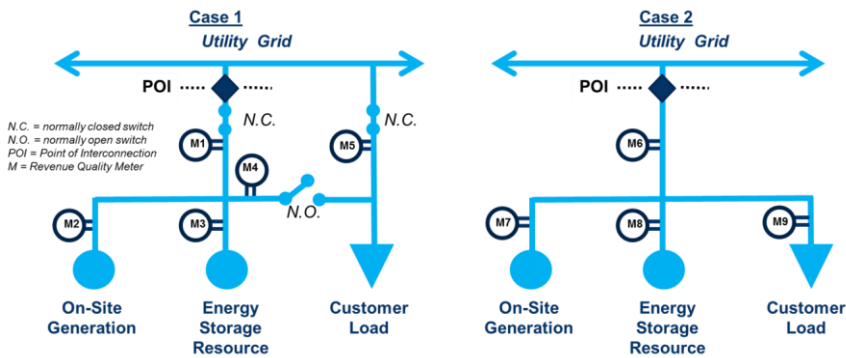 Case 1
Utility Grid
POI
N.C.
N.C. = normally closed switch
N.O. = normally open switch
POI = Point of Interconnection
M = Revenue Quality Meter
M1
M5
N.C.
M4
N.O.
M2
M3
On-Site
Generation
Energy
Storage
Resource
Customer
Load
Case 2
Utility Grid
POI
M6
M7
M8
M9
On-Site
Generation
Energy
Storage
Resource
Customer
Load